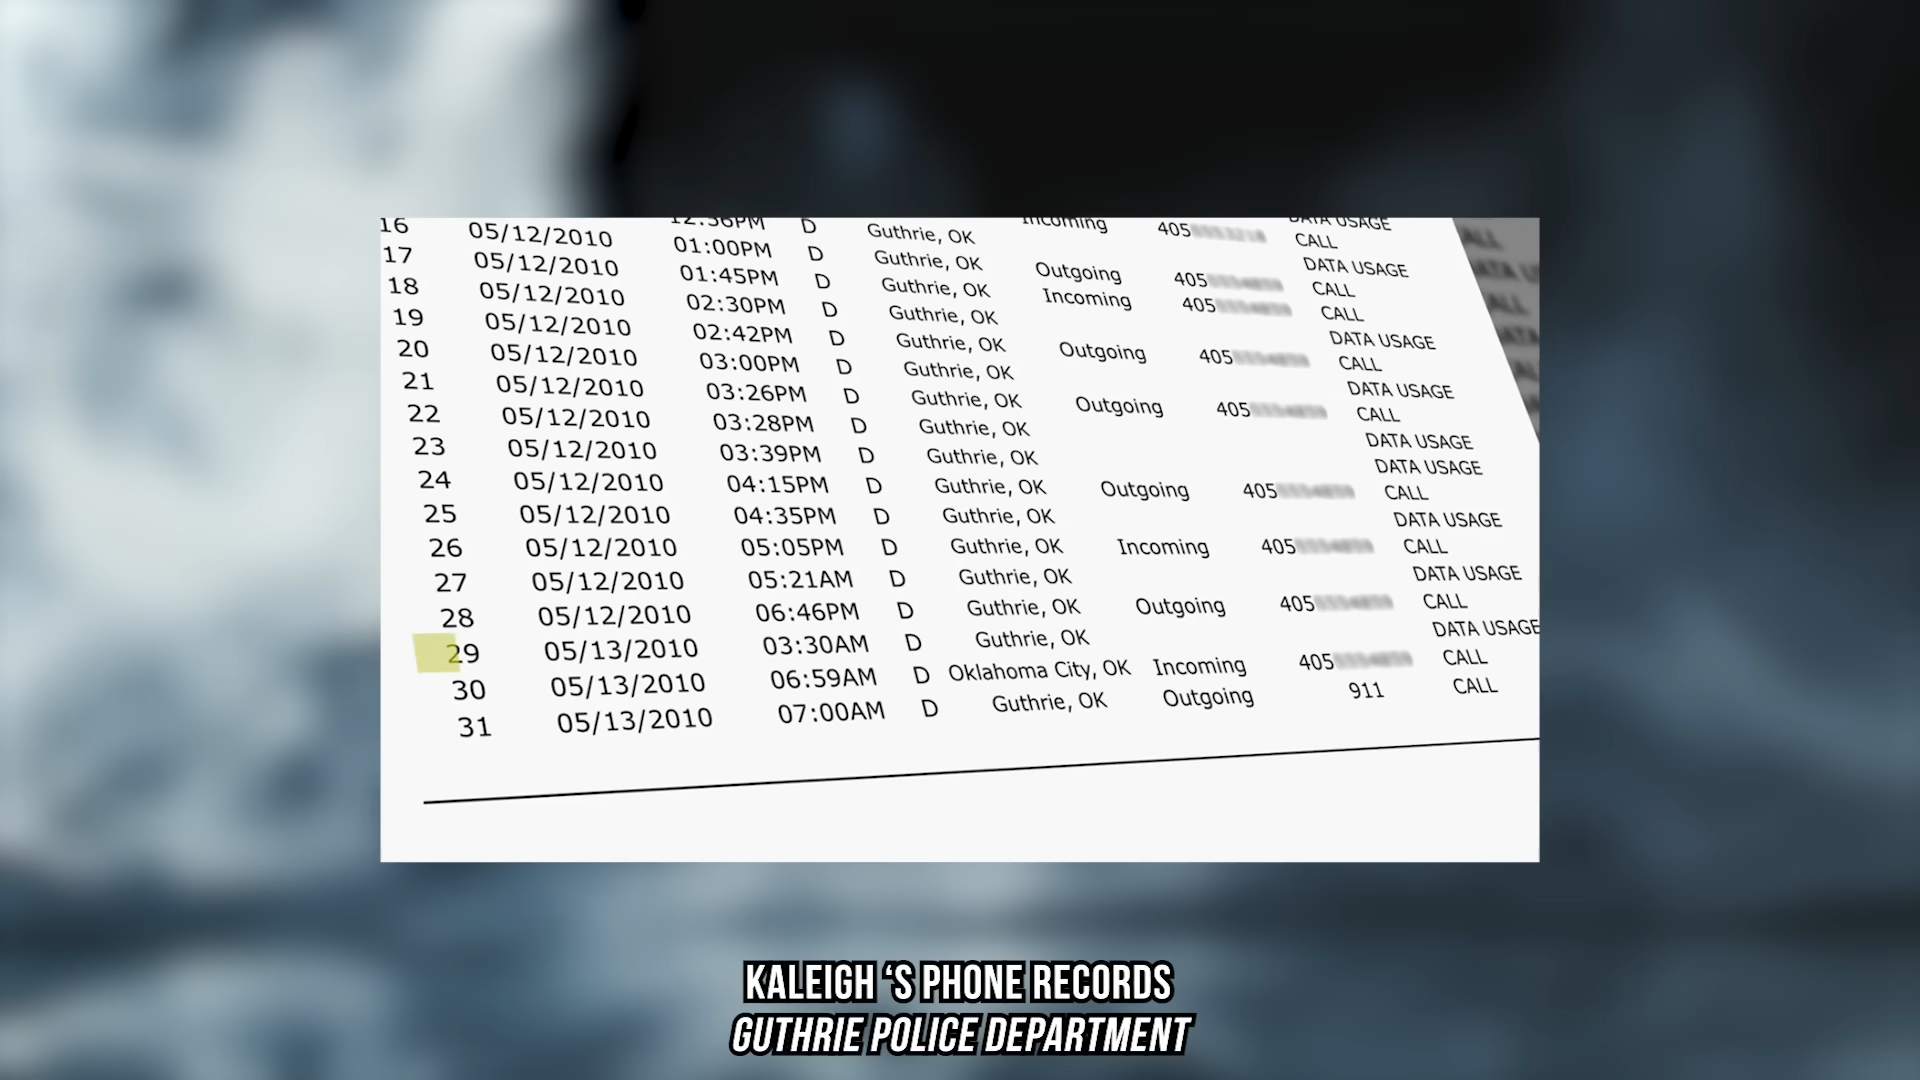 DATA USAGE
Incoming 405 CALL
12:36PM D Guthrie, OK DATA USAGE
16 05/12/2010 01:00PM D Guthrie, OK Outgoing 405 CALL
17 05/12/2010 01:45PM D Guthrie, OK Incoming 405 CALL
18 05/12/2010 02:30PM D Guthrie, OK DATA USAGE
19 05/12/2010 02:42PM D Guthrie, OK Outgoing 405 CALL
20 05/12/2010 03:00PM D Guthrie, OK DATA USAGE
21 05/12/2010 03:26PM D Guthrie, OK Outgoing 405 CALL
22 05/12/2010 03:28PM D Guthrie, OK DATA USAGE
23 05/12/2010 03:39PM D Guthrie, OK DATA USAGE
24 05/12/2010 04:15PM D Guthrie, OK Outgoing 405 CALL
25 05/12/2010 04:35PM D Guthrie, OK DATA USAGE
26 05/12/2010 05:05PM D Guthrie, OK Incoming 405 CALL
27 05/12/2010 05:21AM D Guthrie, OK DATA USAGE
28 05/12/2010 06:46PM D Guthrie, OK Outgoing 405 CALL
29 05/13/2010 03:30AM D Guthrie, OK DATA USAGE
30 05/13/2010 06:59AM D Oklahoma City, OK Incoming 405 CALL
31 05/13/2010 07:00AM D Guthrie, OK Outgoing 911 CALL
KALEIGH ‘S PHONE RECORDS
GUTHRIE POLICE DEPARTMENT